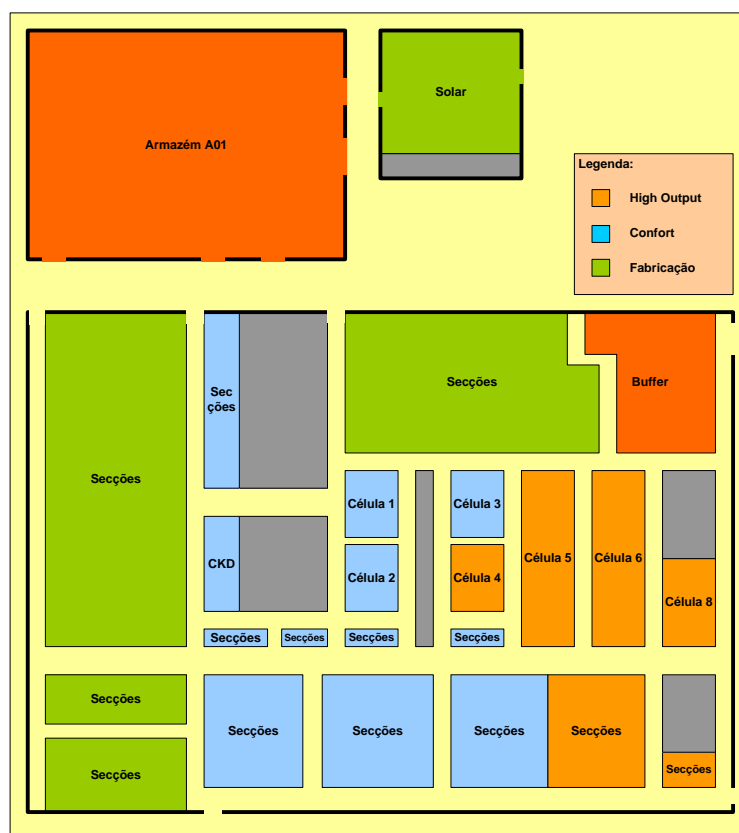 Armazém A01
Solar
Legenda:
High Output
Confort
Fabricação
Sec
ções
Secções
Buffer
Secções
Célula 1
Célula 3
Célula 5
Célula 6
CKD
Célula 2
Célula 4
Célula 8
Secções
Secções
Secções
Secções
Secções
Secções
Secções
Secções
Secções
Secções
Secções